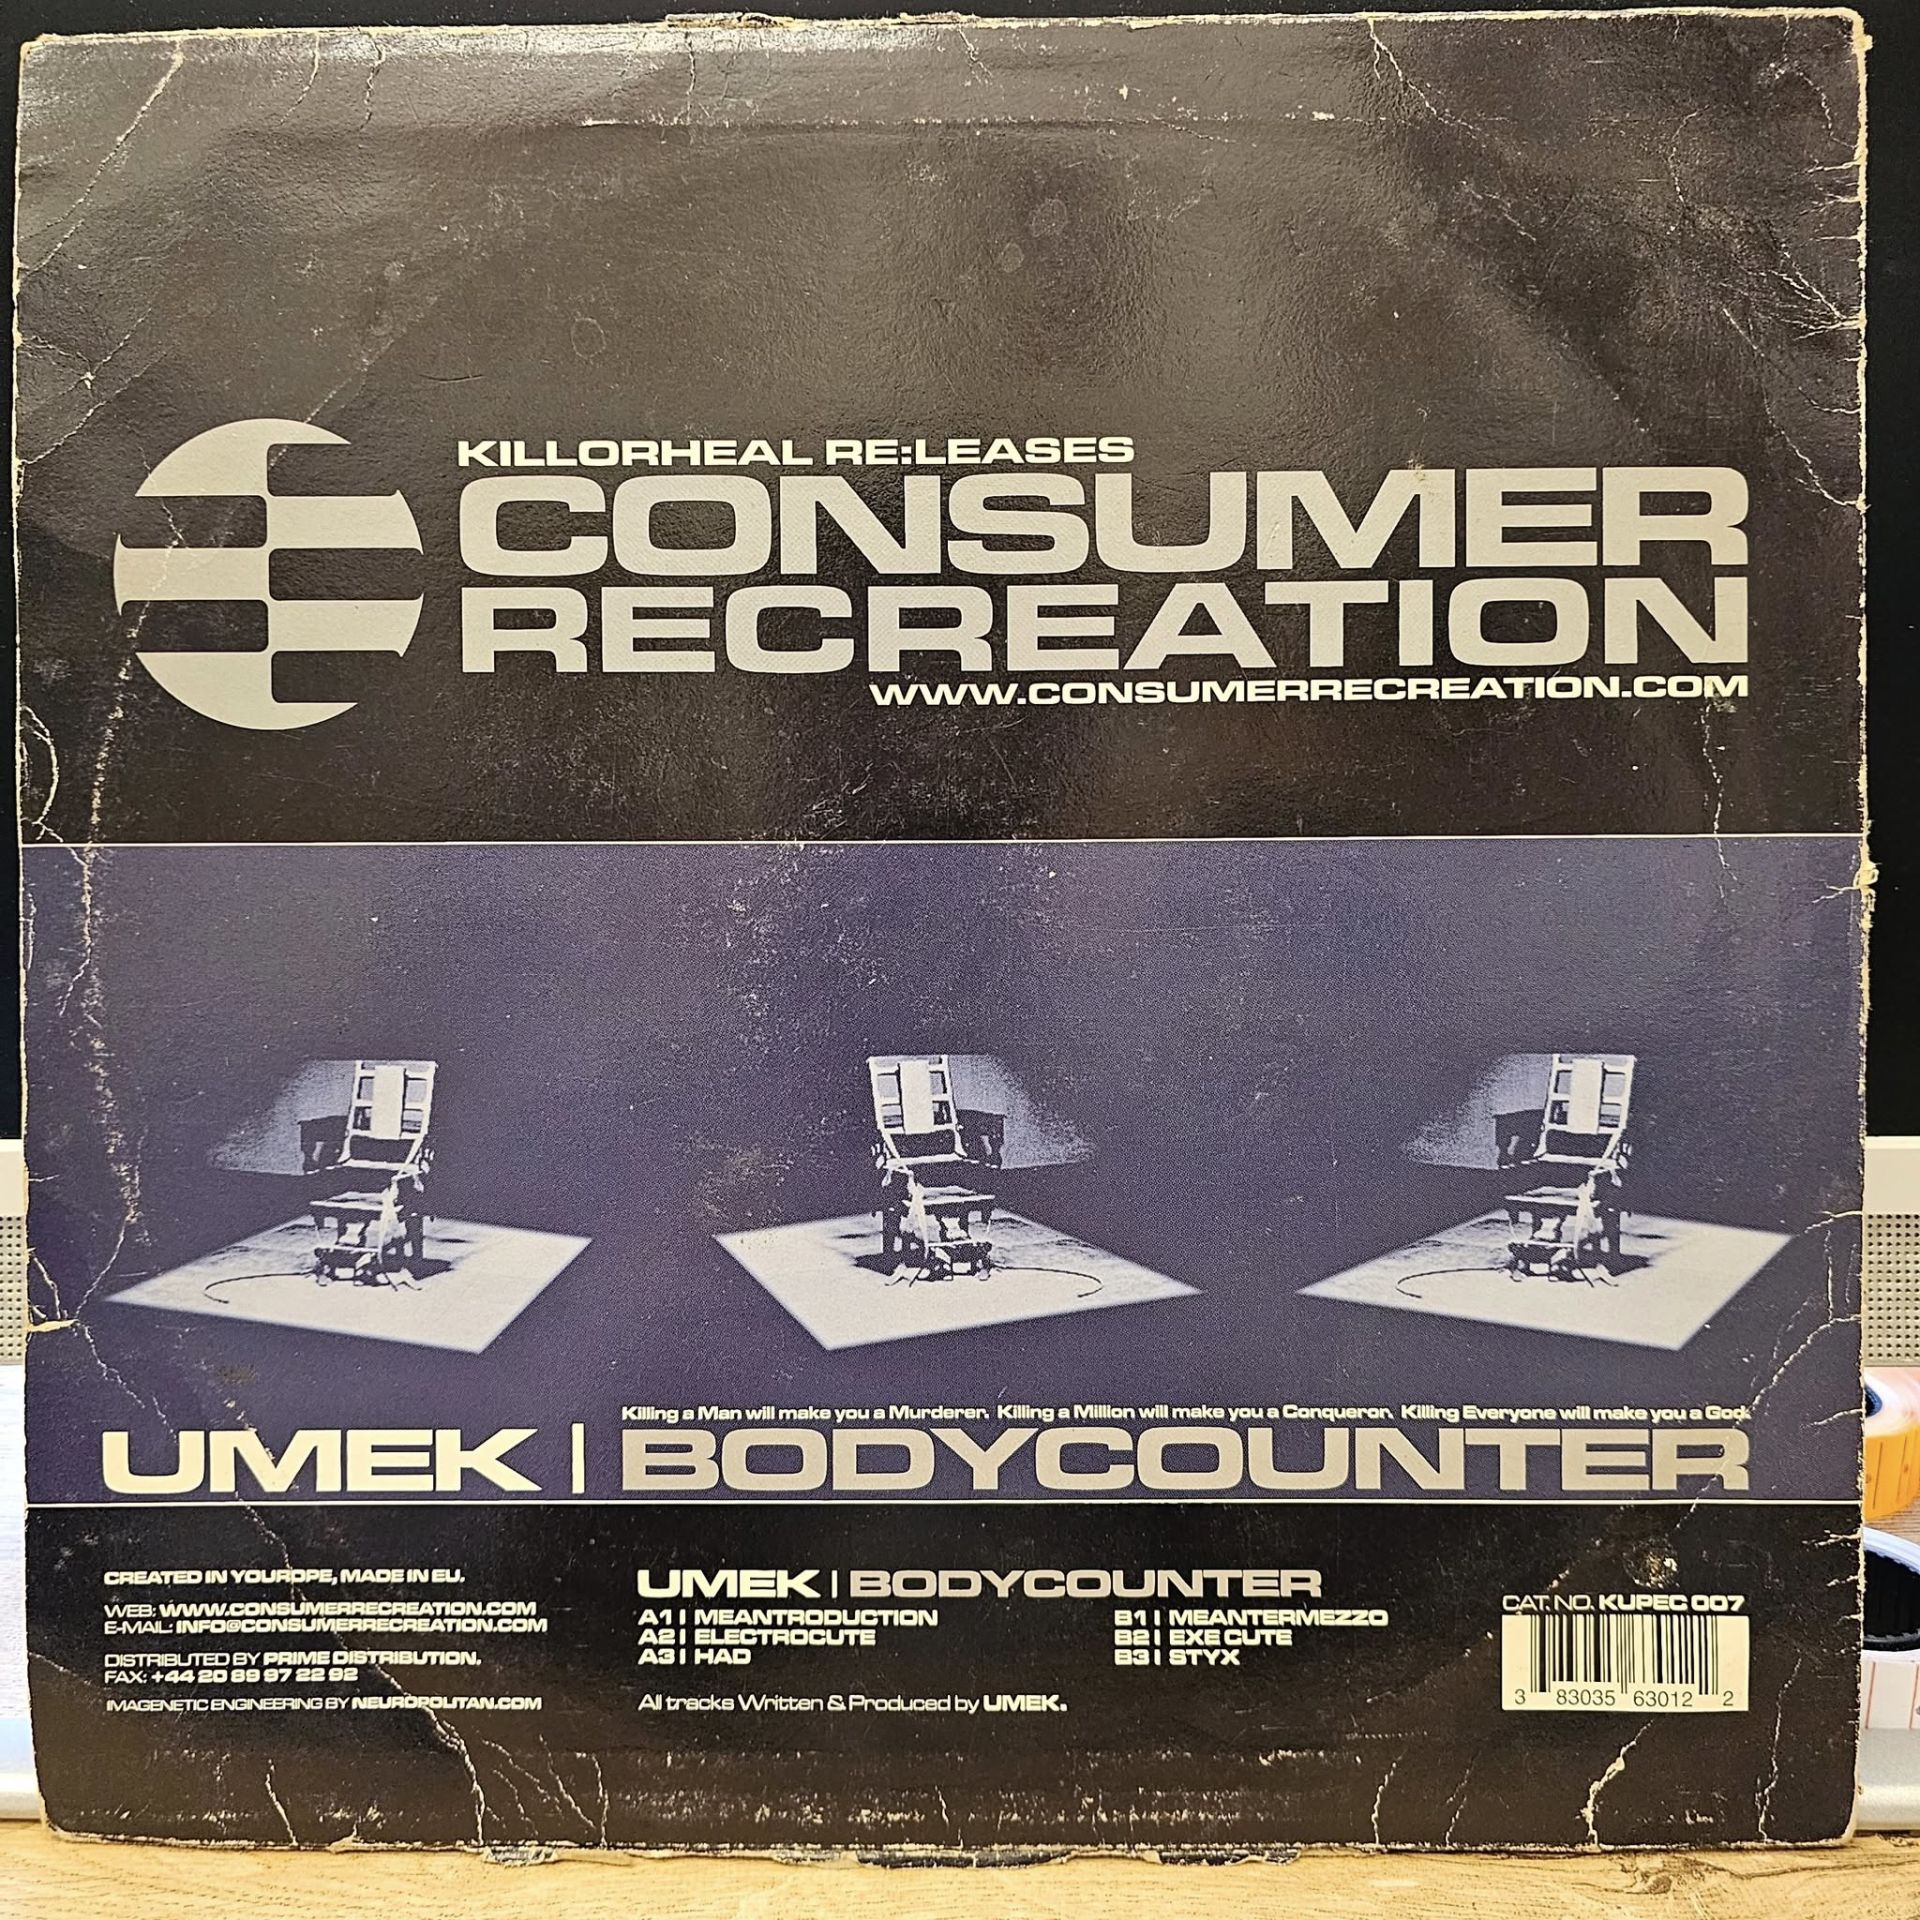 KILLORHEAL RE:LEASES
CONSUMER
RECREATION
WWW.CONSUMERRECREATION.COM
Killing a Man will make you a Murderer. Killing a Million will make you a Conqueror. Killing Everyone will make you a God.
UMEK | BODYCOUNTER
CREATED IN YOUROPE, MADE IN EU.
WEB: WWW.CONSUMERRECREATION.COM
E-MAIL: INFO@CONSUMERRECREATION.COM
DISTRIBUTED BY PRIME DISTRIBUTION.
FAX: +44 20 89 97 22 92
IMAGENETIC ENGINEERING BY NEUROPOLITAN.COM
UMEK | BODYCOUNTER
A1 | MEANTRODUCTION
A2 | ELECTROCUTE
A3 | HAD
B1 | MEANTERMEZZO
B2 | EXE CUTE
B3 | STYX
All tracks Written & Produced by UMEK.
CAT. NO. KUPEC 007
3 83035 63012 2